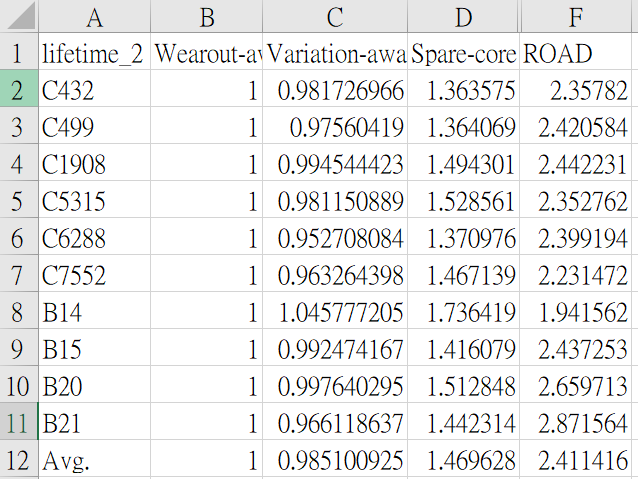 A B C D F
1 lifetime_2 Wearout-av Variation-awa Spare-core ROAD
2 C432 1 0.981726966 1.363575 2.35782
3 C499 1 0.97560419 1.364069 2.420584
4 C1908 1 0.994544423 1.494301 2.442231
5 C5315 1 0.981150889 1.528561 2.352762
6 C6288 1 0.952708084 1.370976 2.399194
7 C7552 1 0.963264398 1.467139 2.231472
8 B14 1 1.045777205 1.736419 1.941562
9 B15 1 0.992474167 1.416079 2.437253
10 B20 1 0.997640295 1.512848 2.659713
11 B21 1 0.966118637 1.442314 2.871564
12 Avg. 1 0.985100925 1.469628 2.411416